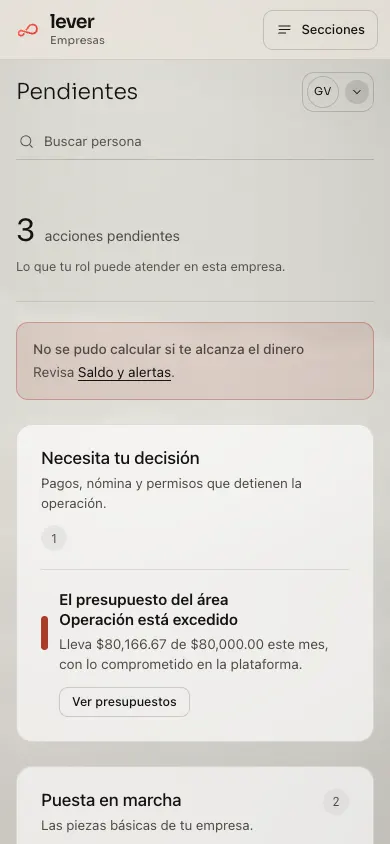 lever
Empresas
Secciones
Pendientes
GV
Buscar persona
3 acciones pendientes
Lo que tu rol puede atender en esta empresa.
No se pudo calcular si te alcanza el dinero
Revisa Saldo y alertas.
Necesita tu decisión
Pagos, nómina y permisos que detienen la
operación.
1
El presupuesto del área
Operación está excedido
Lleva $80,166.67 de $80,000.00 este mes,
con lo comprometido en la plataforma.
Ver presupuestos
Puesta en marcha
2
Las piezas básicas de tu empresa.